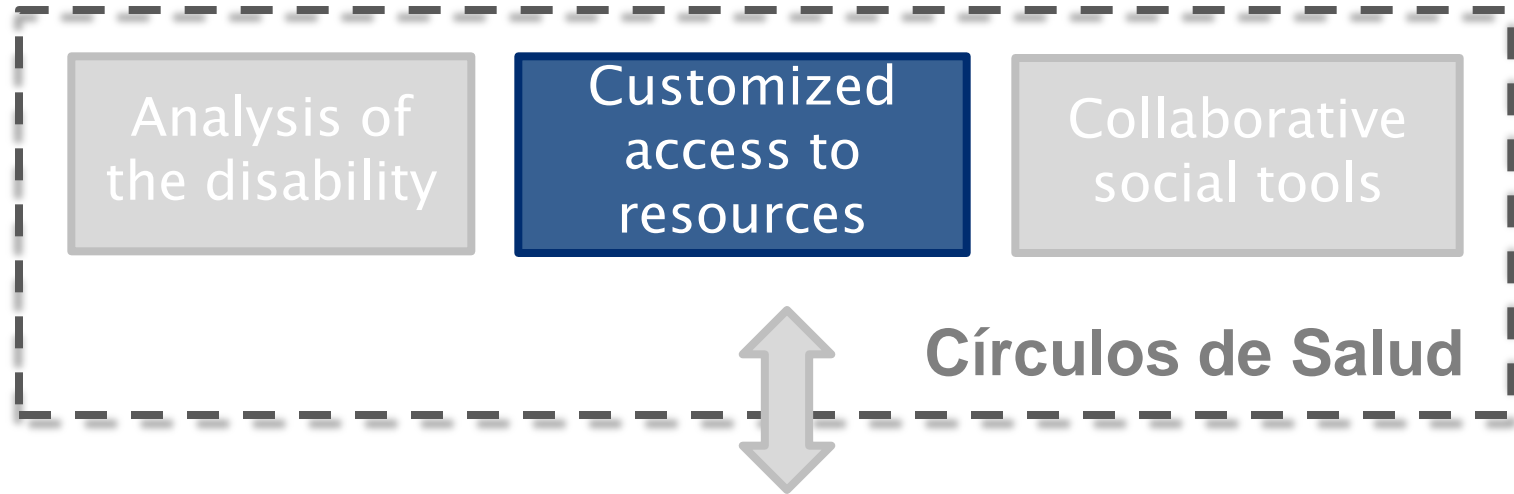 Analysis of
the disability
Customized
access to
resources
Collaborative
social tools
Círculos de Salud